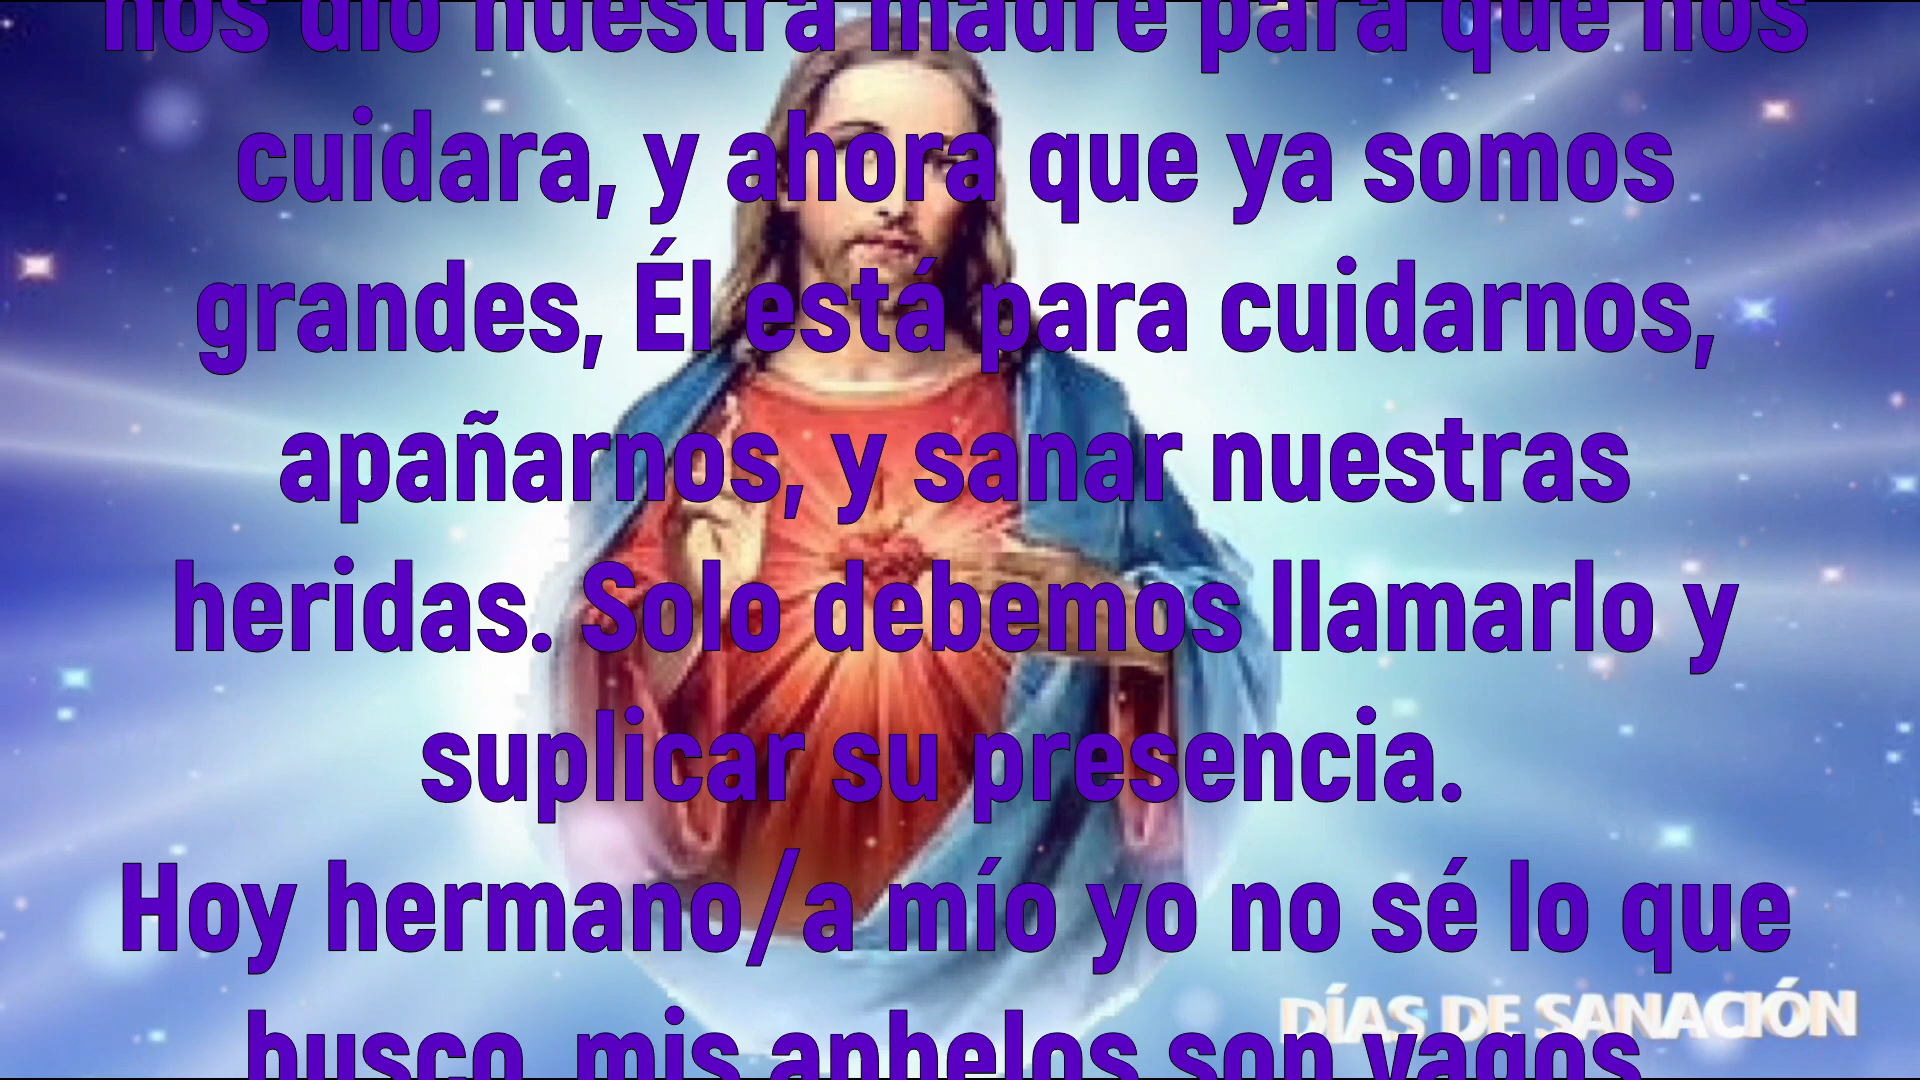 nos dio nuestra madre para que nos
cuidara, y ahora que ya somos
grandes, Él está para cuidarnos,
apañarnos, y sanar nuestras
heridas. Solo debemos llamarlo y
suplicar su presencia.
Hoy hermano/a mío yo no sé lo que
busco, mis anhelos son vagos,
DÍAS DE SANACIÓN